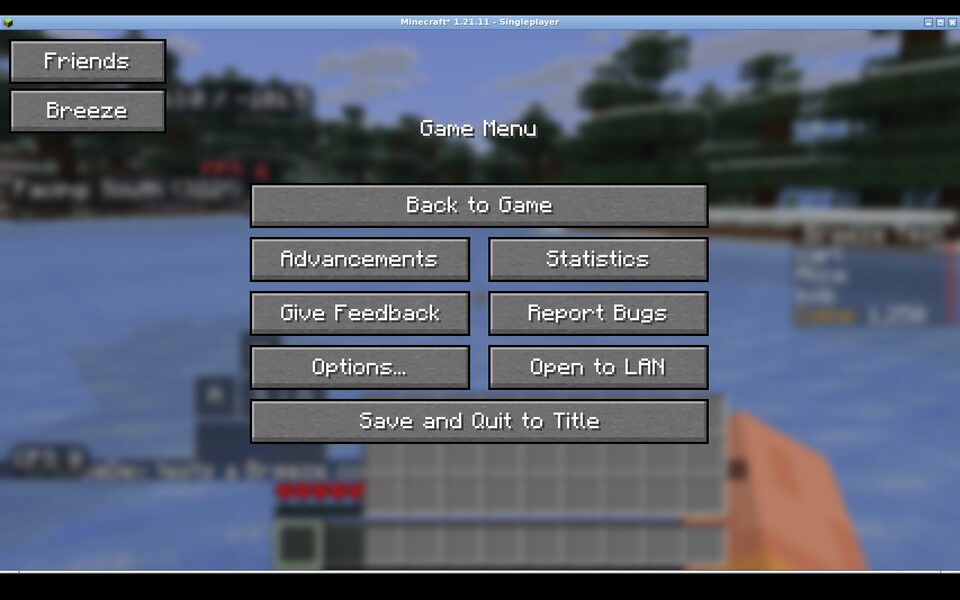 Minecraft* 1.21.11 - Singleplayer
Friends
Breeze
Game Menu
Back to Game
Advancements
Statistics
Give Feedback
Report Bugs
Options...
Open to LAN
Save and Quit to Title